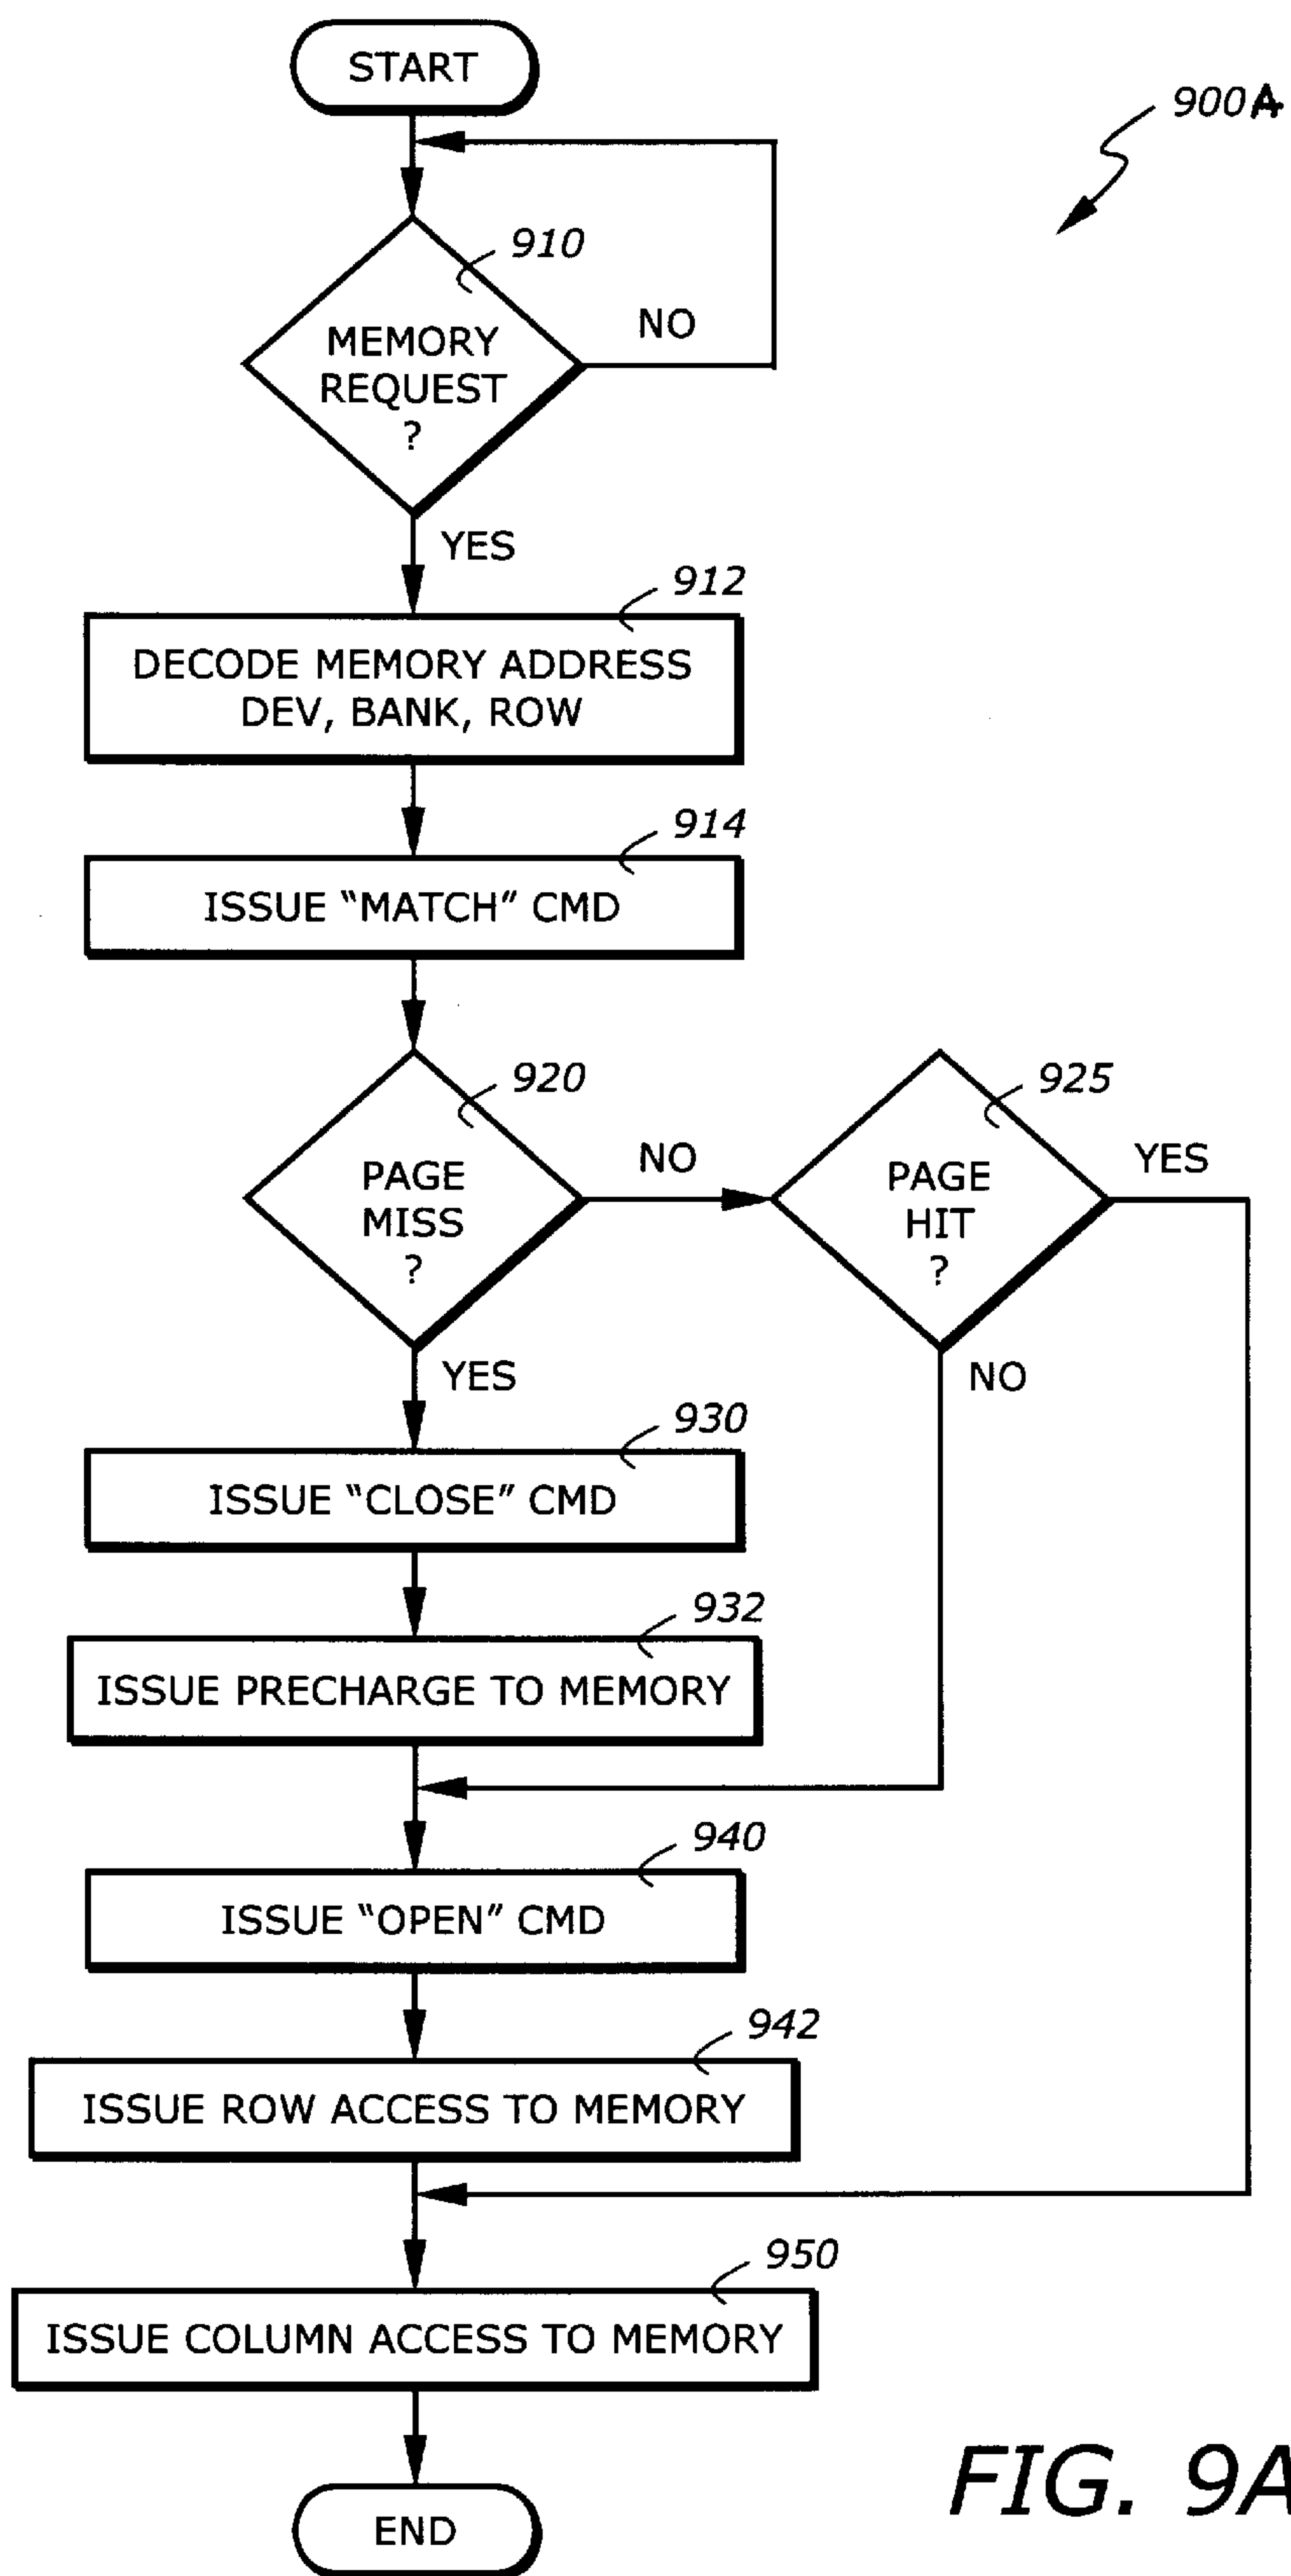 START
900A
910
MEMORY
REQUEST
?
NO
YES
912
DECODE MEMORY ADDRESS
DEV, BANK, ROW
914
ISSUE “MATCH” CMD
920
PAGE
MISS
?
NO
925
PAGE
HIT
?
YES
YES
NO
930
ISSUE “CLOSE” CMD
932
ISSUE PRECHARGE TO MEMORY
940
ISSUE “OPEN” CMD
942
ISSUE ROW ACCESS TO MEMORY
950
ISSUE COLUMN ACCESS TO MEMORY
END
FIG. 9A